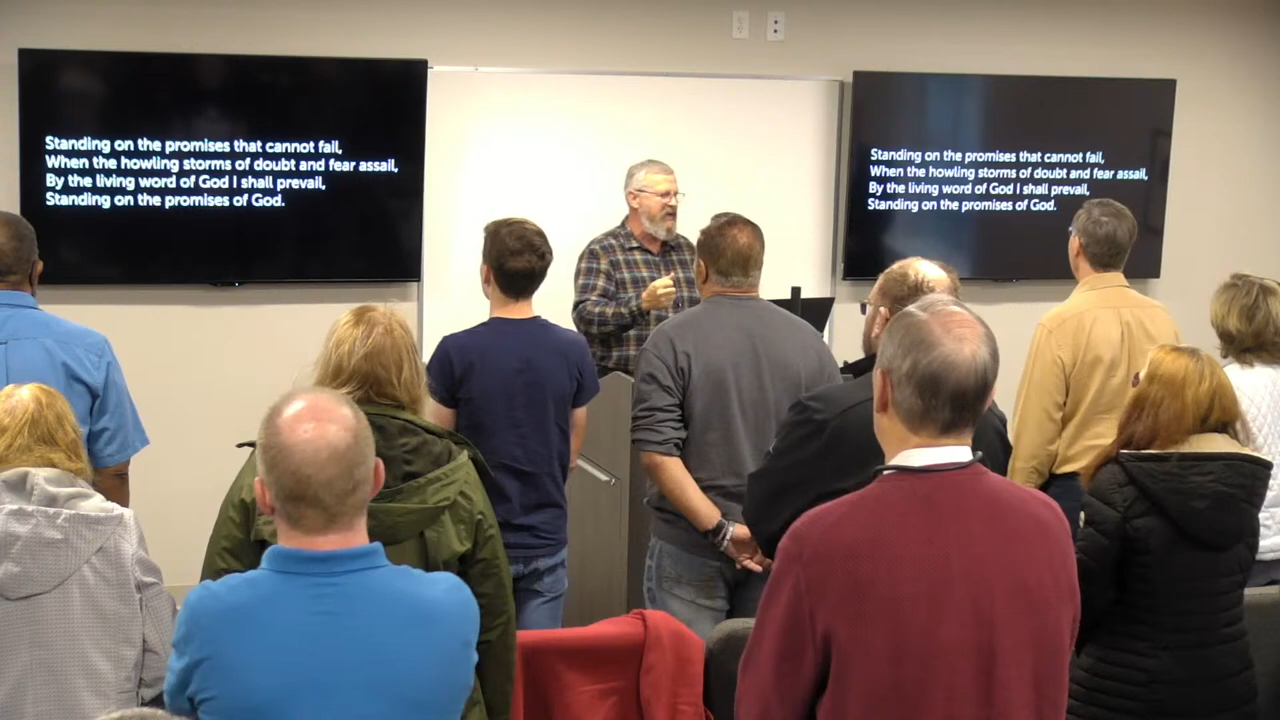 Standing on the promises that cannot fail,
When the howling storms of doubt and fear assail,
By the living word of God I shall prevail,
Standing on the promises of God.
Standing on the promises that cannot fail,
When the howling storms of doubt and fear assail,
By the living word of God I shall prevail,
Standing on the promises of God.